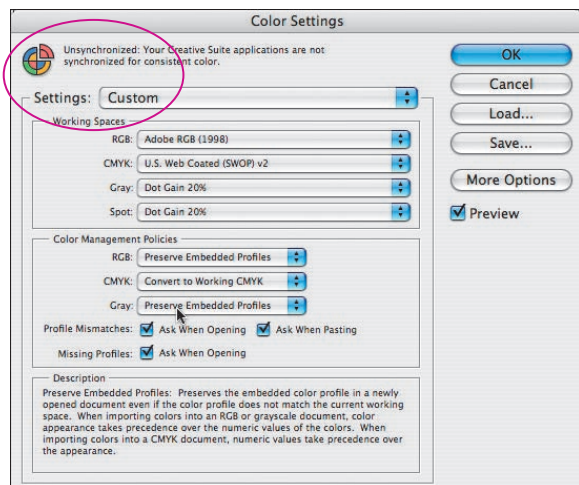 Color Settings
Unsynchronized: Your Creative Suite applications are not
synchronized for consistent color.
Settings: Custom
Working Spaces
RGB: Adobe RGB (1998)
CMYK: U.S. Web Coated (SWOP) v2
Gray: Dot Gain 20%
Spot: Dot Gain 20%
Color Management Policies
RGB: Preserve Embedded Profiles
CMYK: Convert to Working CMYK
Gray: Preserve Embedded Profiles
Profile Mismatches: Ask When Opening Ask When Pasting
Missing Profiles: Ask When Opening
Description
Preserve Embedded Profiles: Preserves the embedded color profile in a newly
opened document even if the color profile does not match the current working
space. When importing colors into an RGB or grayscale document, color
appearance takes precedence over the numeric values of the colors. When
importing colors into a CMYK document, numeric values take precedence over
the appearance.
OK
Cancel
Load...
Save...
More Options
Preview